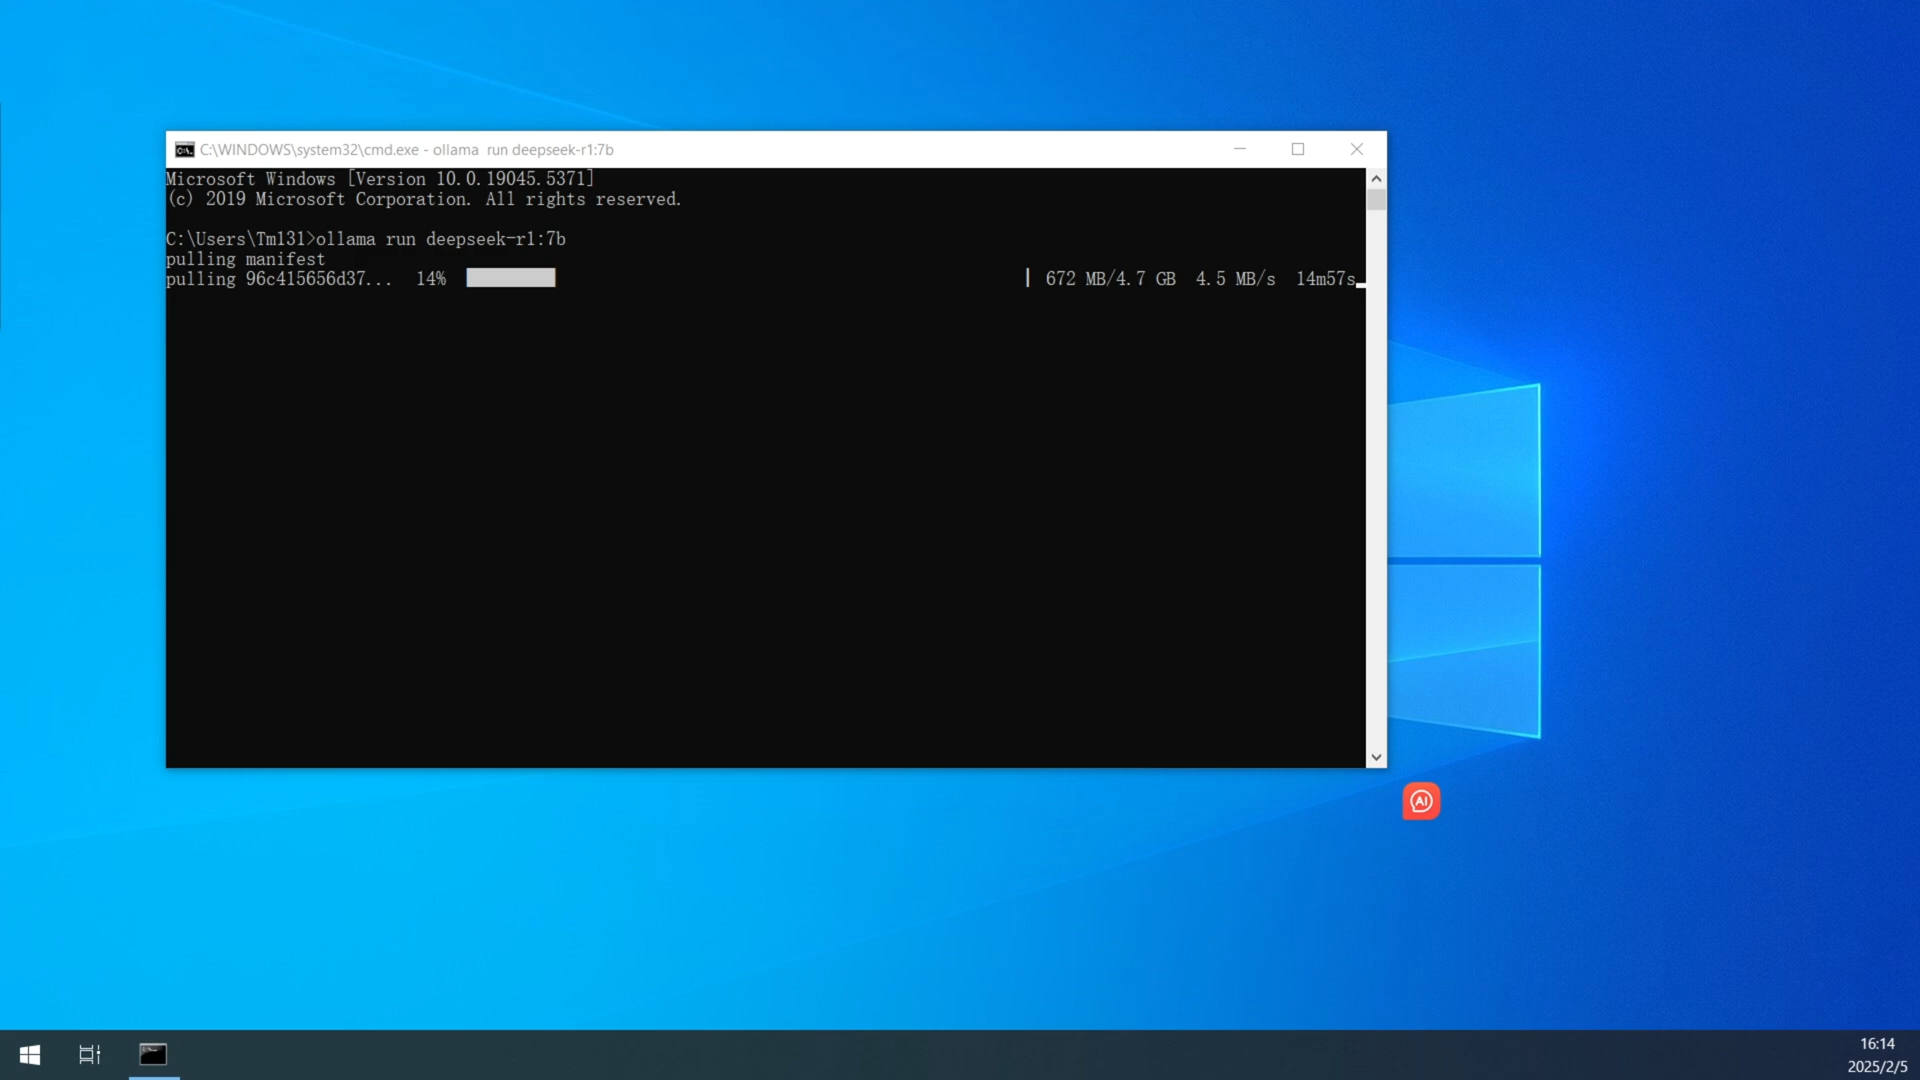 C:\WINDOWS\system32\cmd.exe - ollama  run deepseek-r1:7b
Microsoft Windows [Version 10.0.19045.5371]
(c) 2019 Microsoft Corporation. All rights reserved.
C:\Users\Tm131>ollama run deepseek-r1:7b
pulling manifest
pulling 96c415656d37...  14%  672 MB/4.7 GB  4.5 MB/s  14m57s
AI
16:14
2025/2/5